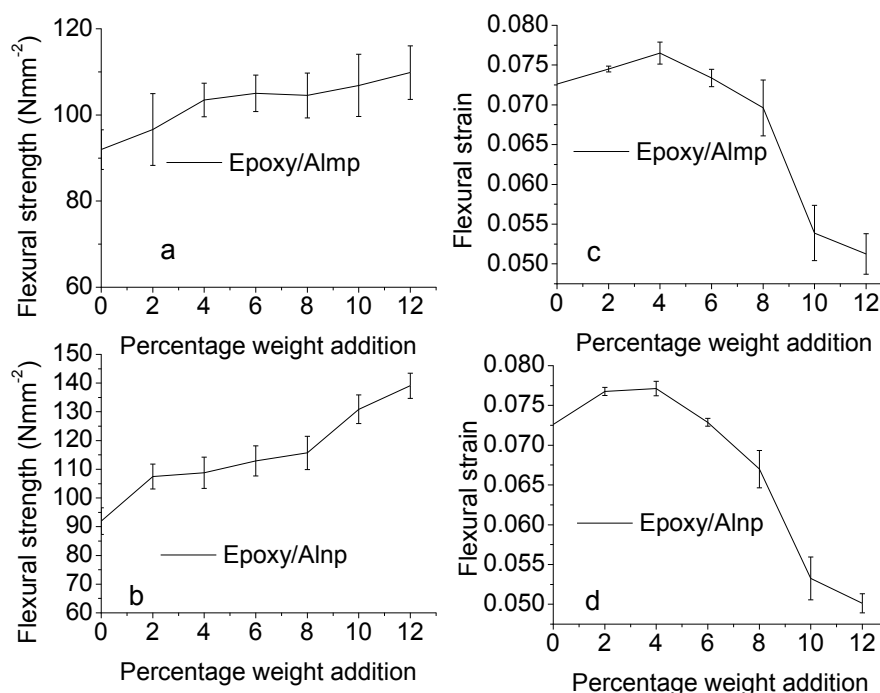 120
100
80
60
Flexural strength (Nmm⁻²)
Epoxy/Almp
a
0 2 4 6 8 10 12
Percentage weight addition
0.080
0.075
0.070
0.065
0.060
0.055
0.050
Flexural strain
Epoxy/Almp
c
0 2 4 6 8 10 12
Percentage weight addition
150
140
130
120
110
100
90
80
70
60
Flexural strength (Nmm⁻²)
Epoxy/Alnp
b
0 2 4 6 8 10 12
Percentage weight addition
0.080
0.075
0.070
0.065
0.060
0.055
0.050
Flexural strain
Epoxy/Alnp
d
0 2 4 6 8 10 12
Percentage weight addition